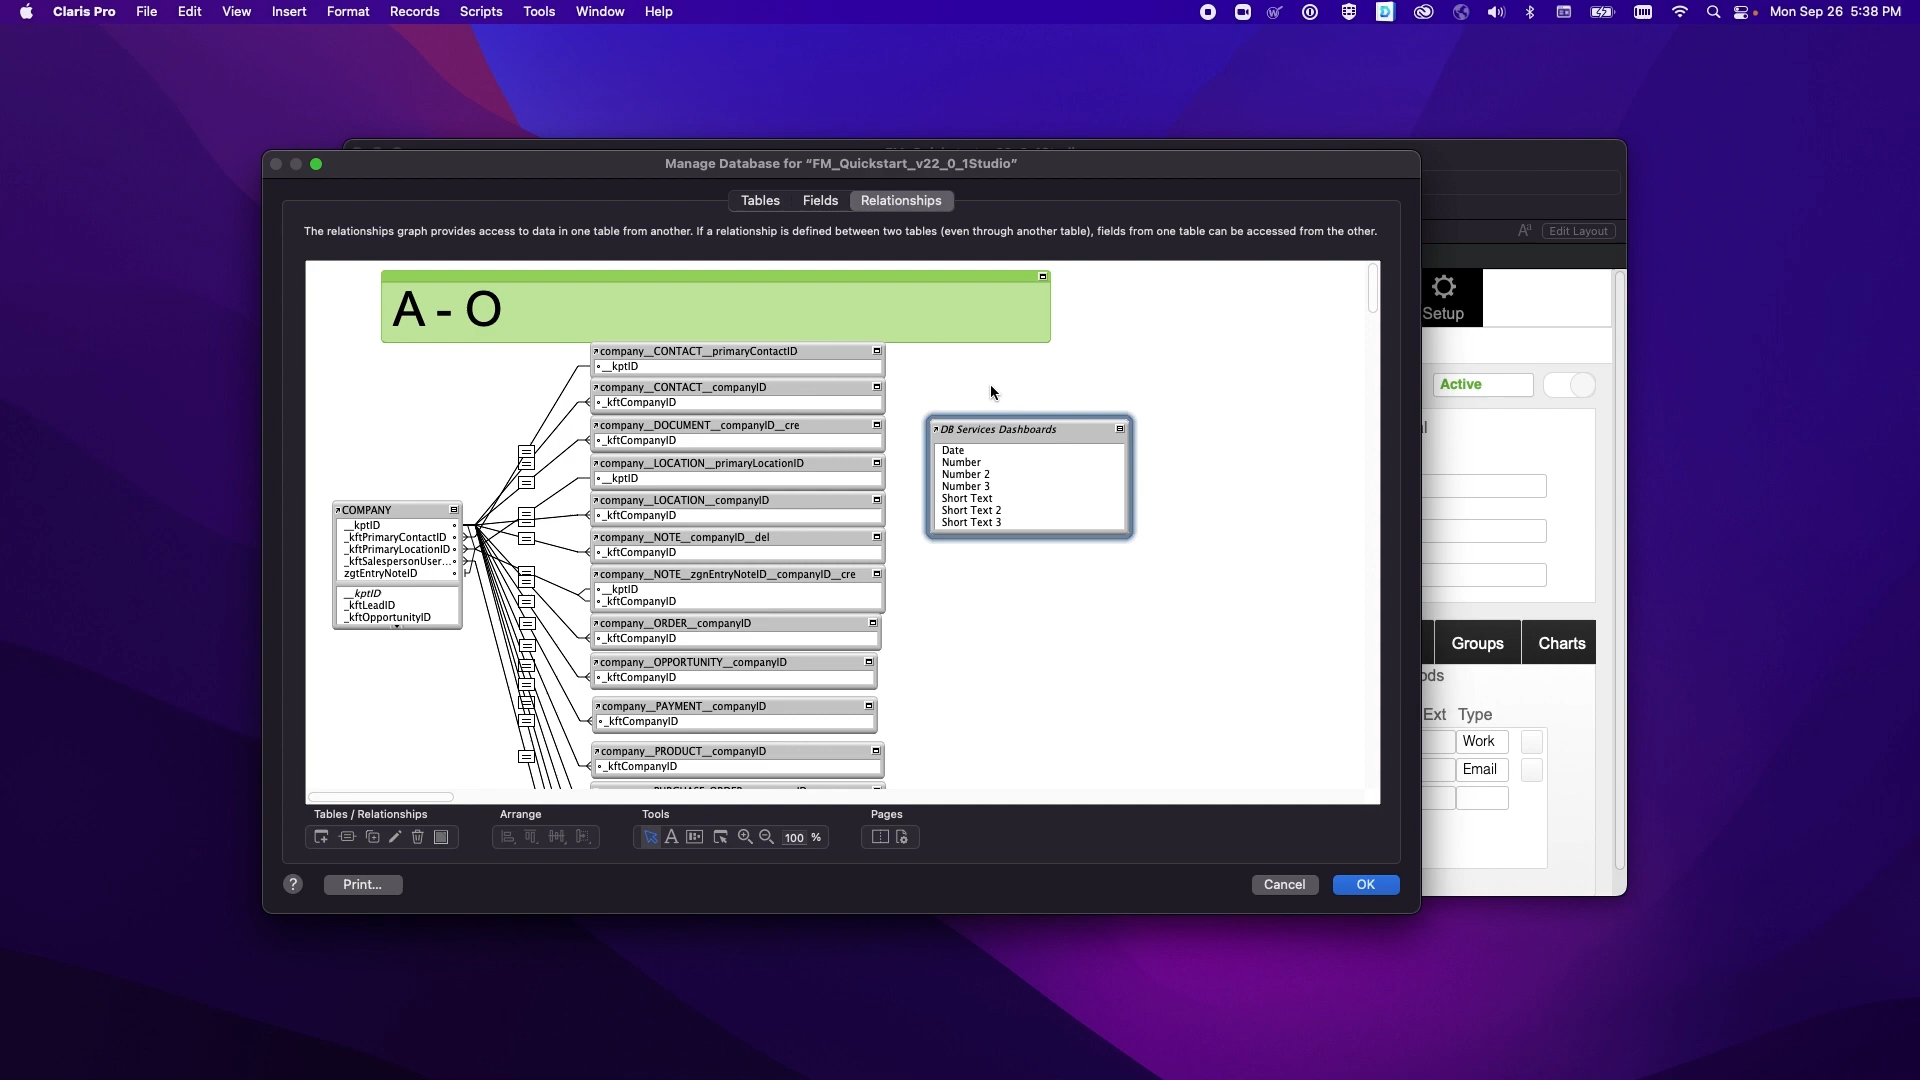 Claris Pro File Edit View Insert Format Records Scripts Tools Window Help
Mon Sep 26 5:38 PM
Manage Database for “FM_Quickstart_v22_0_1Studio”
Tables Fields Relationships
The relationships graph provides access to data in one table from another. If a relationship is defined between two tables (even through another table), fields from one table can be accessed from the other.
Edit Layout
A - O
Setup
Active
company__CONTACT__primaryContactID
__kptID
company__CONTACT__companyID
_kftCompanyID
company__DOCUMENT__companyID__cre
_kftCompanyID
company__LOCATION__primaryLocationID
__kptID
company__LOCATION__companyID
_kftCompanyID
company__NOTE__companyID__del
_kftCompanyID
company__NOTE__zgnEntryNoteID__companyID__cre
__kptID
_kftCompanyID
company__ORDER__companyID
_kftCompanyID
company__OPPORTUNITY__companyID
_kftCompanyID
company__PAYMENT__companyID
_kftCompanyID
company__PRODUCT__companyID
_kftCompanyID
COMPANY
__kptID
_kftPrimaryContactID
_kftPrimaryLocationID
_kftSalespersonUser...
zgtEntryNoteID
__kptID
_kftLeadID
_kftOpportunityID
DB Services Dashboards
Date
Number
Number 2
Number 3
Short Text
Short Text 2
Short Text 3
Groups Charts
ods
Ext Type
Work
Email
Tables / Relationships Arrange Tools Pages
100 %
? Print... Cancel OK